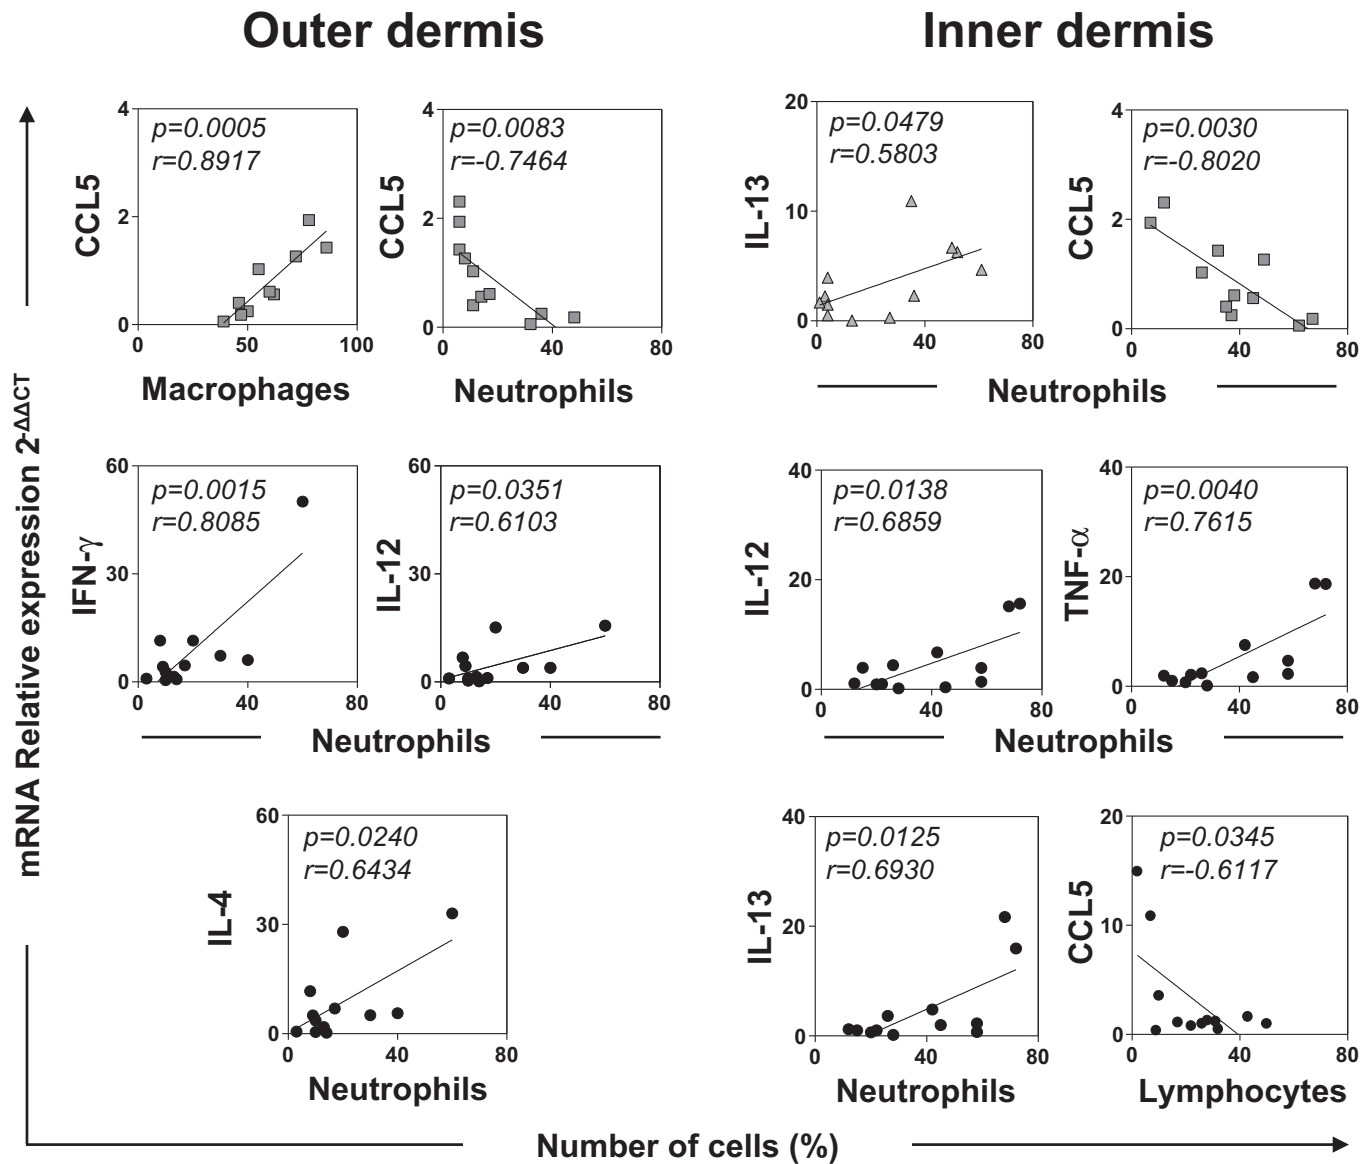 Outer dermis
Inner dermis
mRNA Relative expression 2-ΔΔCT
4
2
0
0
50
100
p=0.0005
r=0.8917
CCL5
Macrophages
4
2
0
0
40
80
p=0.0083
r=-0.7464
CCL5
Neutrophils
20
10
0
0
40
80
p=0.0479
r=0.5803
IL-13
4
2
0
0
40
80
p=0.0030
r=-0.8020
CCL5
Neutrophils
60
30
0
0
40
80
p=0.0015
r=0.8085
IFN-γ
60
30
0
0
40
80
p=0.0351
r=0.6103
IL-12
Neutrophils
40
20
0
0
40
80
p=0.0138
r=0.6859
IL-12
40
20
0
0
40
80
p=0.0040
r=0.7615
TNF-α
Neutrophils
60
30
0
0
40
80
p=0.0240
r=0.6434
IL-4
Neutrophils
40
20
0
0
40
80
p=0.0125
r=0.6930
IL-13
Neutrophils
20
10
0
0
40
80
p=0.0345
r=-0.6117
CCL5
Lymphocytes
Number of cells (%)